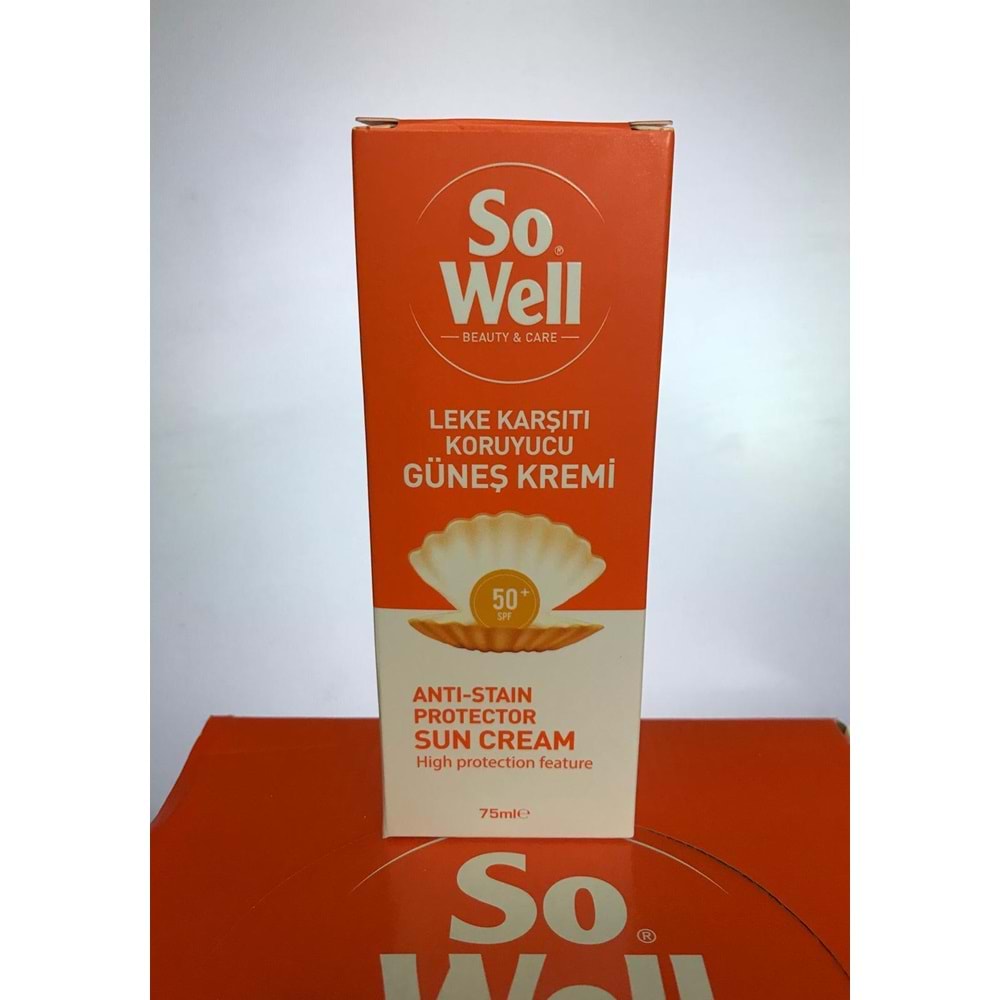 So
®
Well
BEAUTY & CARE
LEKE KARŞITI
KORUYUCU
GÜNEŞ KREMİ
50+
SPF
ANTI-STAIN
PROTECTOR
SUN CREAM
High protection feature
75ml℮
So
®
Well